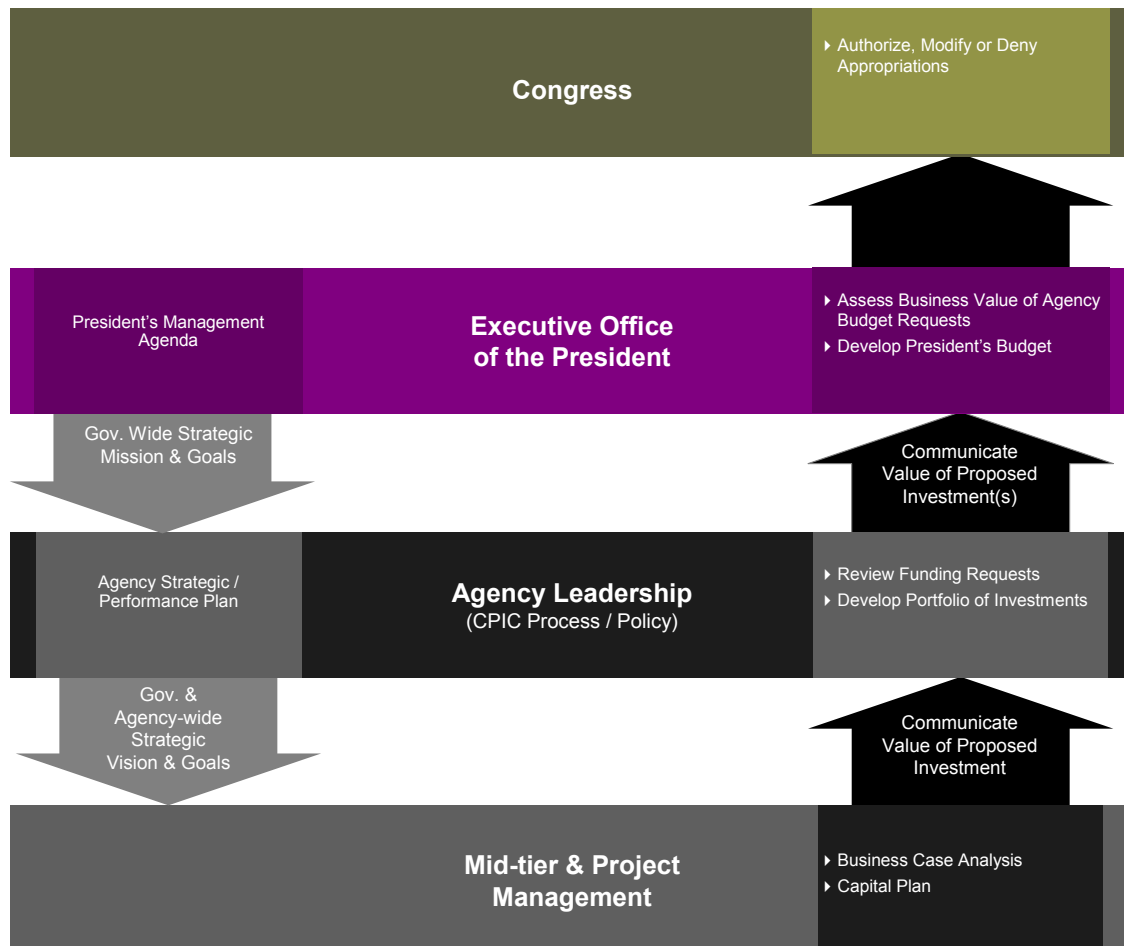 Congress
Authorize, Modify or Deny
Appropriations
President’s Management
Agenda
Executive Office
of the President
Assess Business Value of Agency
Budget Requests
Develop President’s Budget
Gov. Wide Strategic
Mission & Goals
Communicate
Value of Proposed
Investment(s)
Agency Strategic /
Performance Plan
Agency Leadership
(CPIC Process / Policy)
Review Funding Requests
Develop Portfolio of Investments
Gov. &
Agency-wide
Strategic
Vision & Goals
Communicate
Value of Proposed
Investment
Mid-tier & Project
Management
Business Case Analysis
Capital Plan